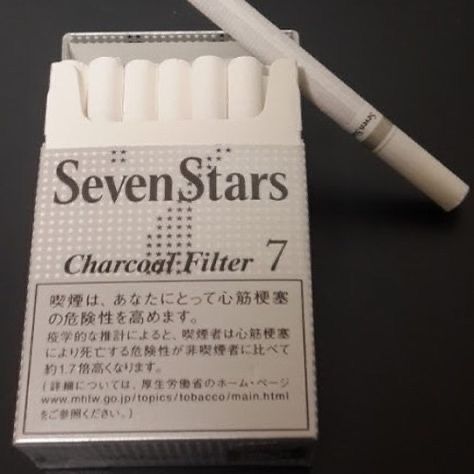 SevenStars
Charcoal Filter 7
喫煙は、あなたにとって心筋梗塞
の危険性を高めます。
疫学的な推計によると、喫煙者は心筋梗塞
により死亡する危険性が非喫煙者に比べて
約1.7倍高くなります。
（詳細については、厚生労働省のホーム・ページ
www.mhlw.go.jp/topics/tobacco/main.html
をご参照ください。）